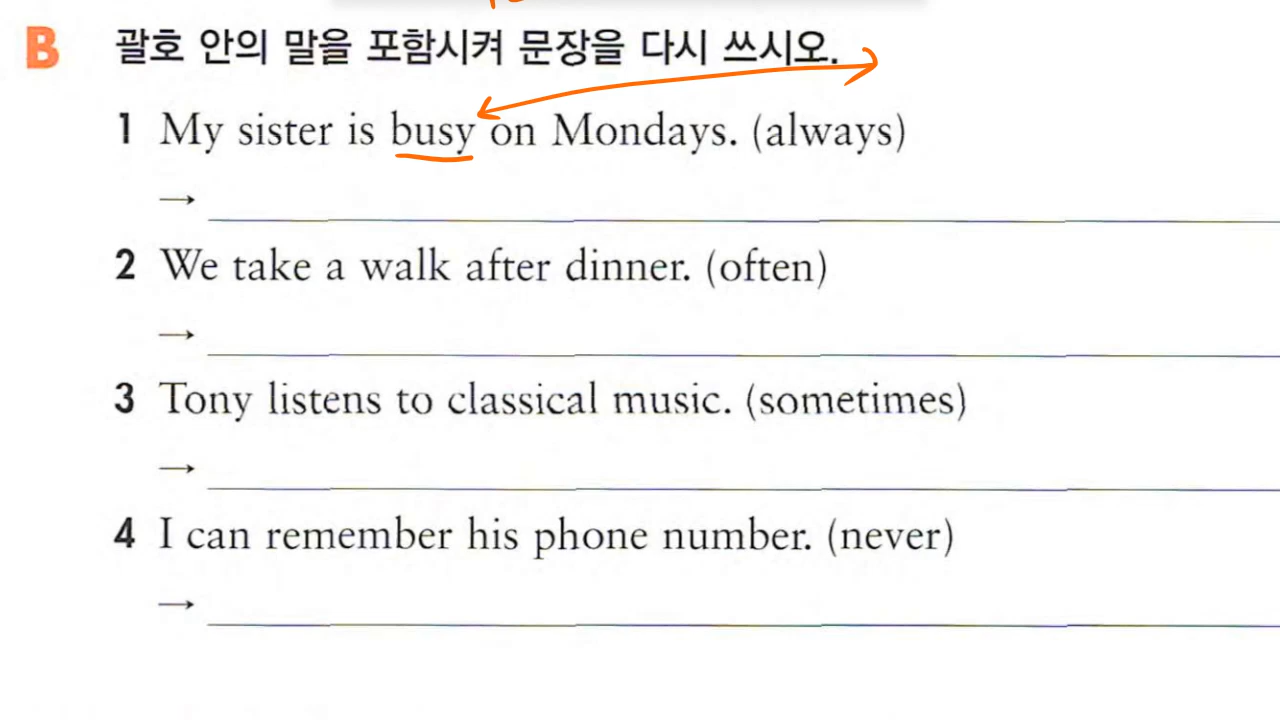 B 괄호 안의 말을 포함시켜 문장을 다시 쓰시오.
1 My sister is busy on Mondays. (always)
→
2 We take a walk after dinner. (often)
→
3 Tony listens to classical music. (sometimes)
→
4 I can remember his phone number. (never)
→